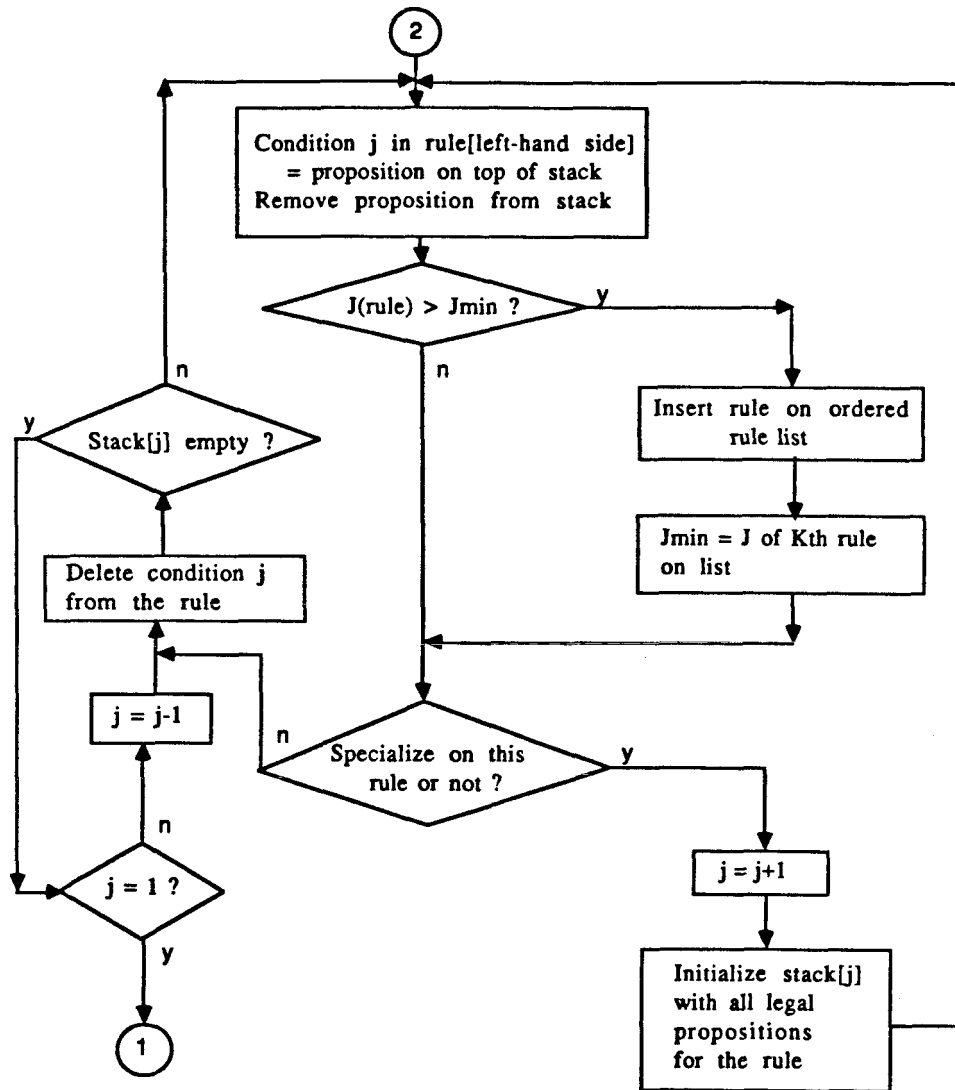 2
Condition j in rule[left-hand side]
= proposition on top of stack
Remove proposition from stack
J(rule) > Jmin ?
y
n
Insert rule on ordered
rule list
Jmin = J of Kth rule
on list
n
y
Stack[j] empty ?
Delete condition j
from the rule
j = j-1
n
Specialize on this
rule or not ?
y
n
j = 1 ?
y
j = j+1
Initialize stack[j]
with all legal
propositions
for the rule
1